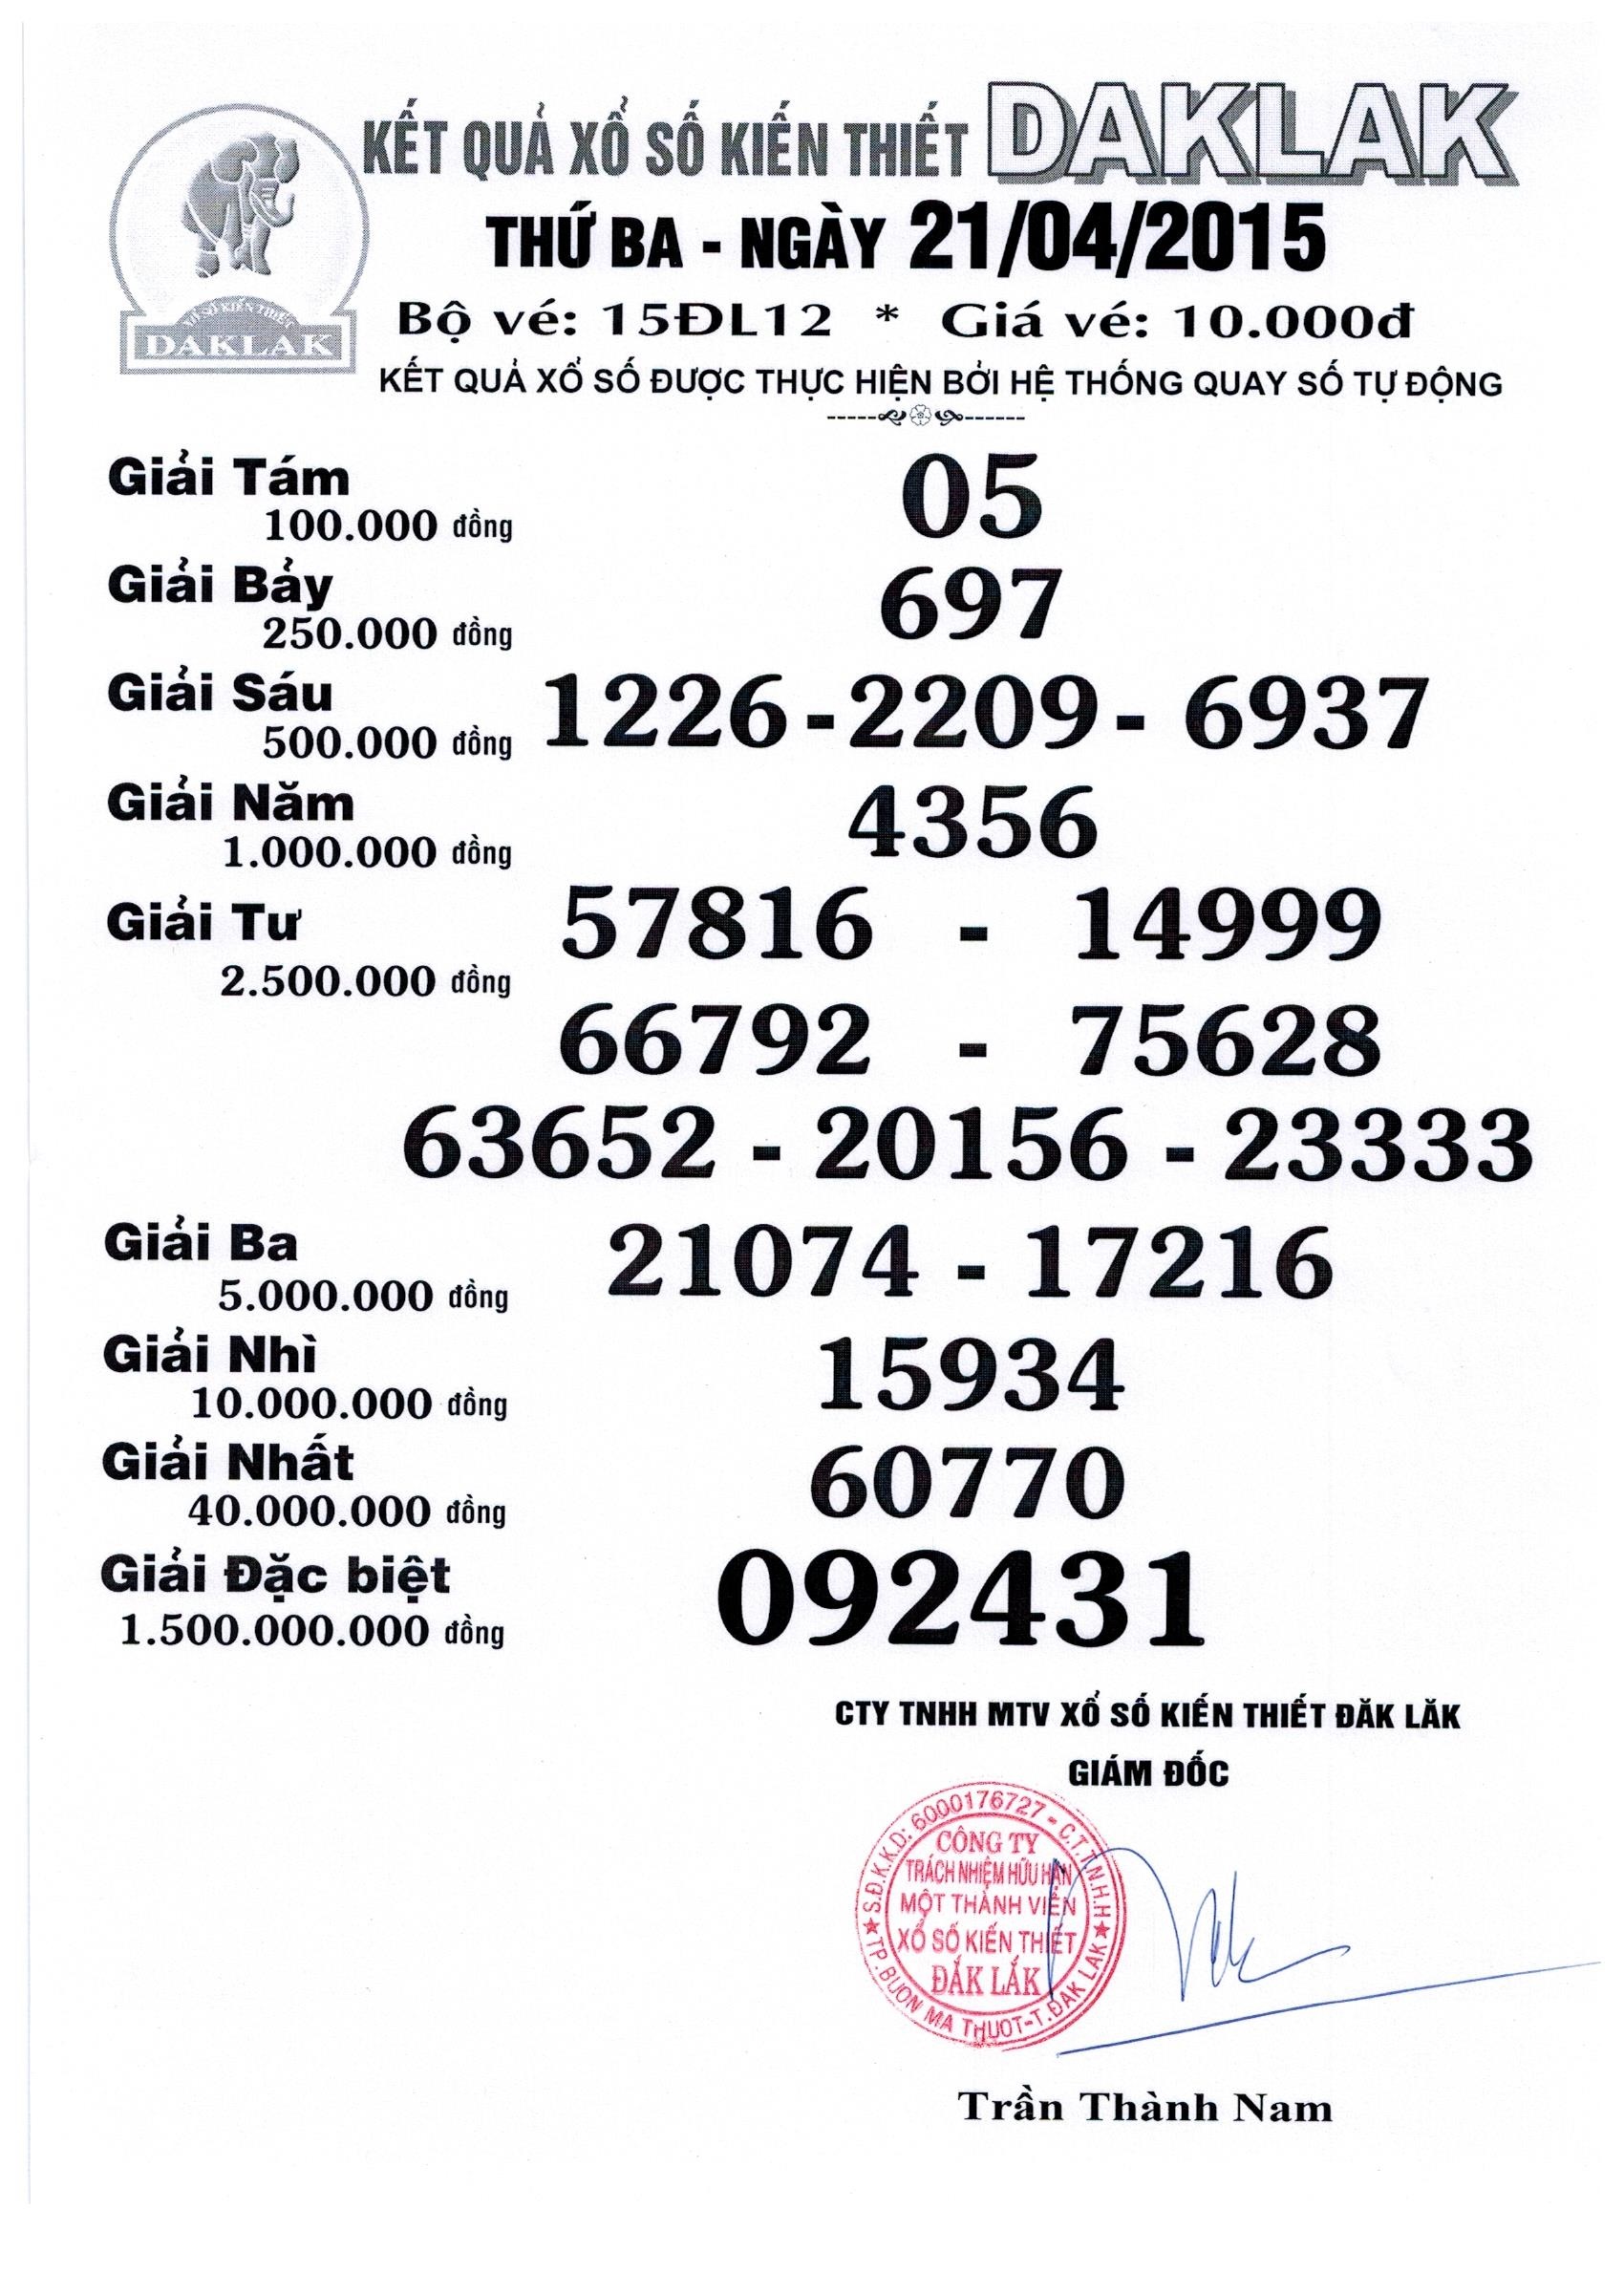 KẾT QUẢ XỔ SỐ KIẾN THIẾT DAKLAK
THỨ BA - NGÀY 21/04/2015
XỔ SỐ KIẾN THIẾT
DAKLAK
Bộ vé: 15ĐL12 * Giá vé: 10.000đ
KẾT QUẢ XỔ SỐ ĐƯỢC THỰC HIỆN BỞI HỆ THỐNG QUAY SỐ TỰ ĐỘNG
Giải Tám 05
100.000 đồng
Giải Bảy 697
250.000 đồng
Giải Sáu 1226 - 2209 - 6937
500.000 đồng
Giải Năm 4356
1.000.000 đồng
Giải Tư 57816 - 14999
2.500.000 đồng
66792 - 75628
63652 - 20156 - 23333
Giải Ba 21074 - 17216
5.000.000 đồng
Giải Nhì 15934
10.000.000 đồng
Giải Nhất 60770
40.000.000 đồng
Giải Đặc biệt 092431
1.500.000.000 đồng
CTY TNHH MTV XỔ SỐ KIẾN THIẾT ĐĂK LĂK
GIÁM ĐỐC
S.Đ.K.K.D: 6000176727 - C.T.T.N.H.H
CÔNG TY
TRÁCH NHIỆM HỮU HẠN
MỘT THÀNH VIÊN
XỔ SỐ KIẾN THIẾT
ĐẮK LẮK
TP.BUÔN MA THUỘT-T.ĐAK LAK
Trần Thành Nam